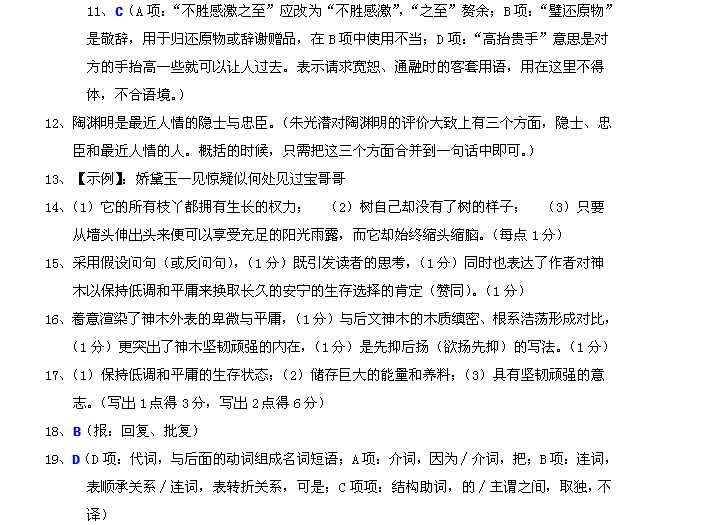 11、C（A项：“不胜感激之至”应改为“不胜感激”，“之至”赘余；B项：“璧还原物”
是敬辞，用于归还原物或辞谢赠品，在B项中使用不当；D项：“高抬贵手”意思是对
方的手抬高一些就可以让人过去。表示请求宽恕、通融时的客套用语，用在这里不得
体，不合语境。）
12、陶渊明是最近人情的隐士与忠臣。（朱光潜对陶渊明的评价大致上有三个方面，隐士、忠
臣和最近人情的人。概括的时候，只需把这三个方面合并到一句话中即可。）
13、【示例】：娇黛玉一见惊疑似何处见过宝哥哥
14、（1）它的所有枝丫都拥有生长的权力；　（2）树自己却没有了树的样子；　（3）只要
从墙头伸出头来便可以享受充足的阳光雨露，而它却始终缩头缩脑。（每点1分）
15、采用假设问句（或反问句），（1分）既引发读者的思考，（1分）同时也表达了作者对神
木以保持低调和平庸来换取长久的安宁的生存选择的肯定（赞同）。（1分）
16、着意渲染了神木外表的卑微与平庸，（1分）与后文神木的木质缜密、根系浩荡形成对比，
（1分）更突出了神木坚韧顽强的内在，（1分）是先抑后扬（欲扬先抑）的写法。（1分）
17、（1）保持低调和平庸的生存状态；（2）储存巨大的能量和养料；（3）具有坚韧顽强的意
志。（写出1点得3分，写出2点得6分）
18、B（报：回复、批复）
19、D（D项：代词，与后面的动词组成名词短语；A项：介词，因为／介词，把；B项：连词，
表顺承关系／连词，表转折关系，可是；C项项：结构助词，的／主谓之间，取独，不
译）